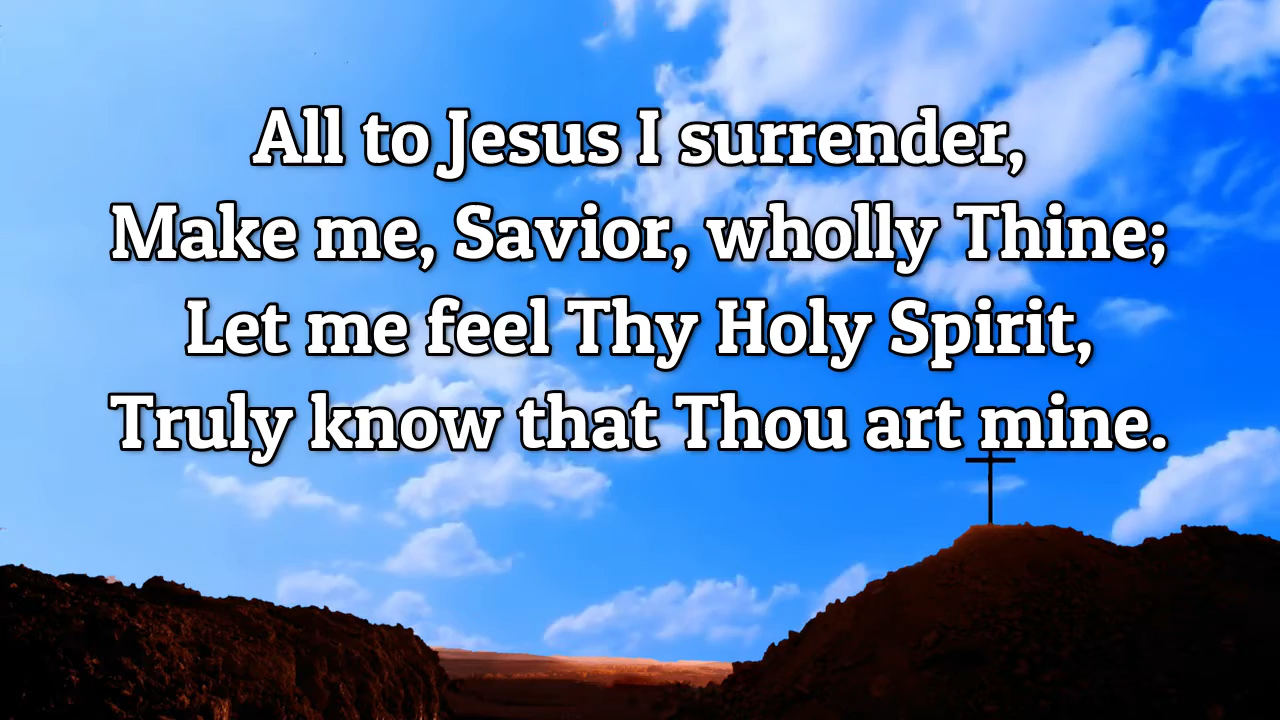 All to Jesus I surrender,
Make me, Savior, wholly Thine;
Let me feel Thy Holy Spirit,
Truly know that Thou art mine.